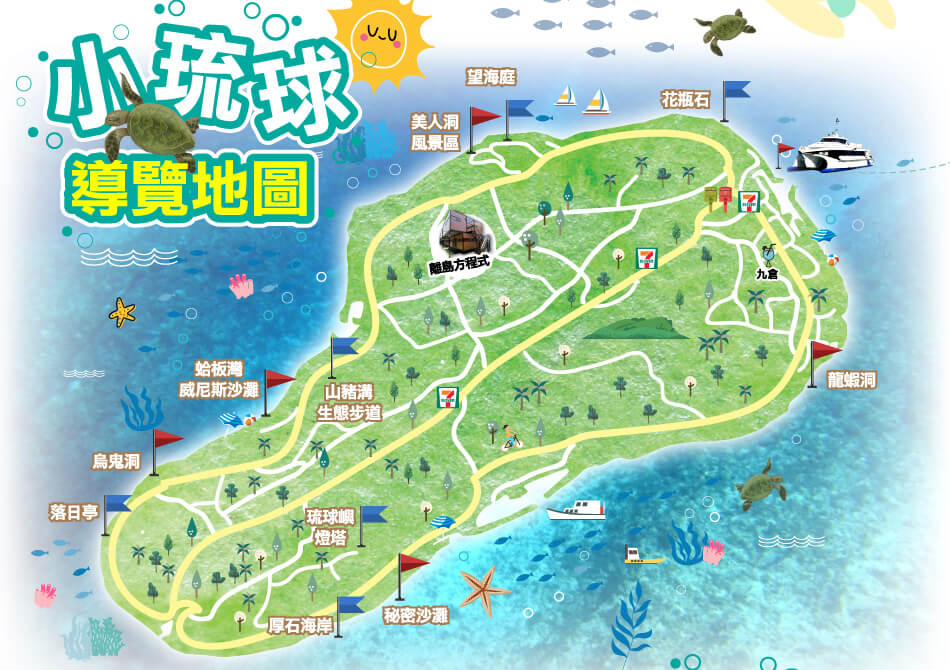 小琉球
導覽地圖
望海庭
花瓶石
美人洞
風景區
離島方程式
7
7
九倉
蛤板灣
威尼斯沙灘
山豬溝
生態步道
7
龍蝦洞
烏鬼洞
落日亭
琉球嶼
燈塔
厚石海岸
秘密沙灘